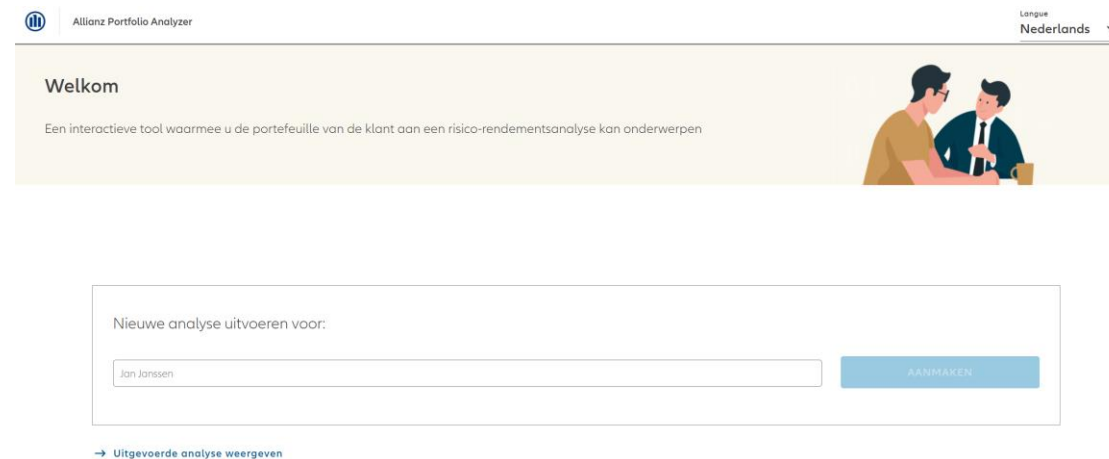 Allianz Portfolio Analyzer
Langue
Nederlands
Welkom
Een interactieve tool waarmee u de portefeuille van de klant aan een risico-rendementsanalyse kan onderwerpen
Nieuwe analyse uitvoeren voor:
Jan Janssen
AANMAKEN
→ Uitgevoerde analyse weergeven